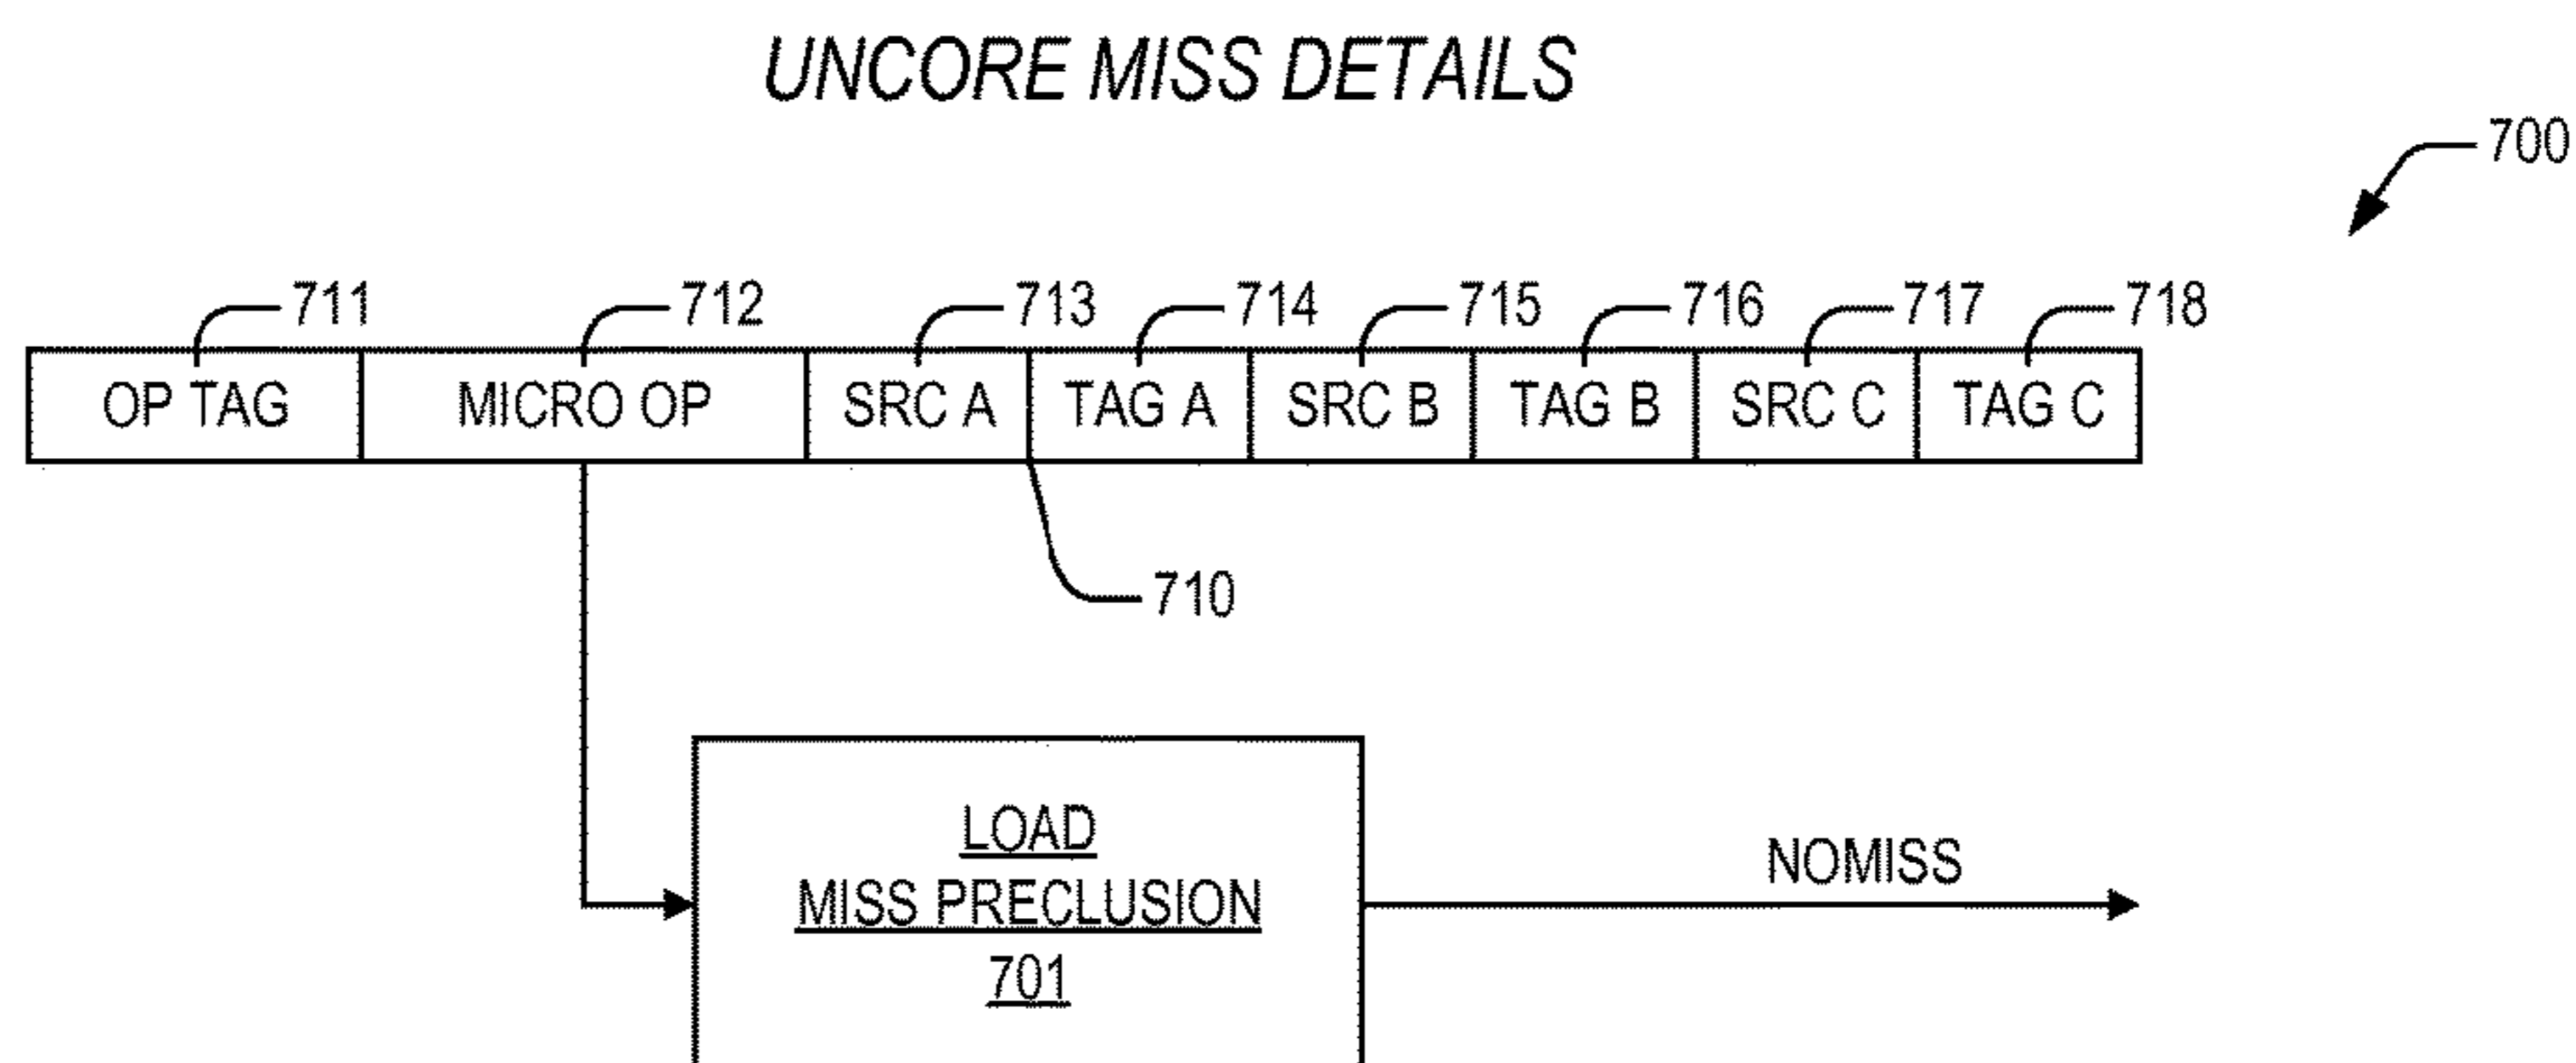 UNCORE MISS DETAILS
700
711 712 713 714 715 716 717 718
OP TAG MICRO OP SRC A TAG A SRC B TAG B SRC C TAG C
710
LOAD
MISS PRECLUSION
701
NOMISS